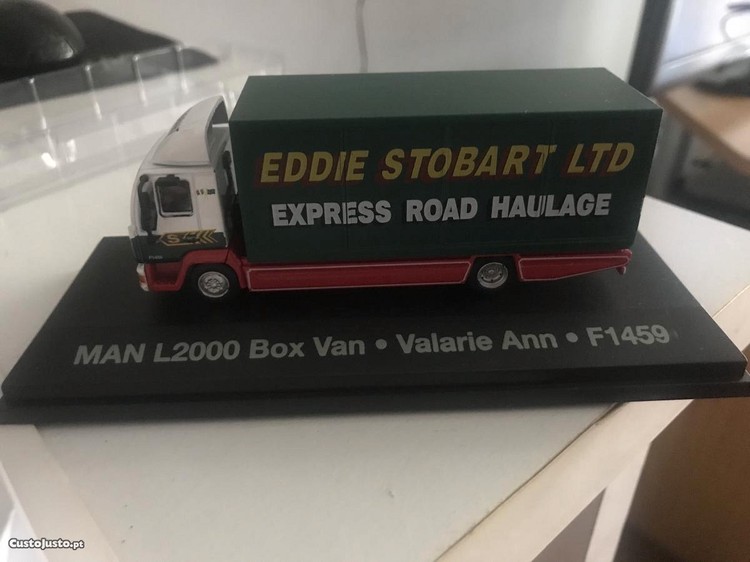 EDDIE STOBART LTD
EXPRESS ROAD HAULAGE
S
MAN L2000 Box Van • Valarie Ann • F1459
CustoJusto.pt